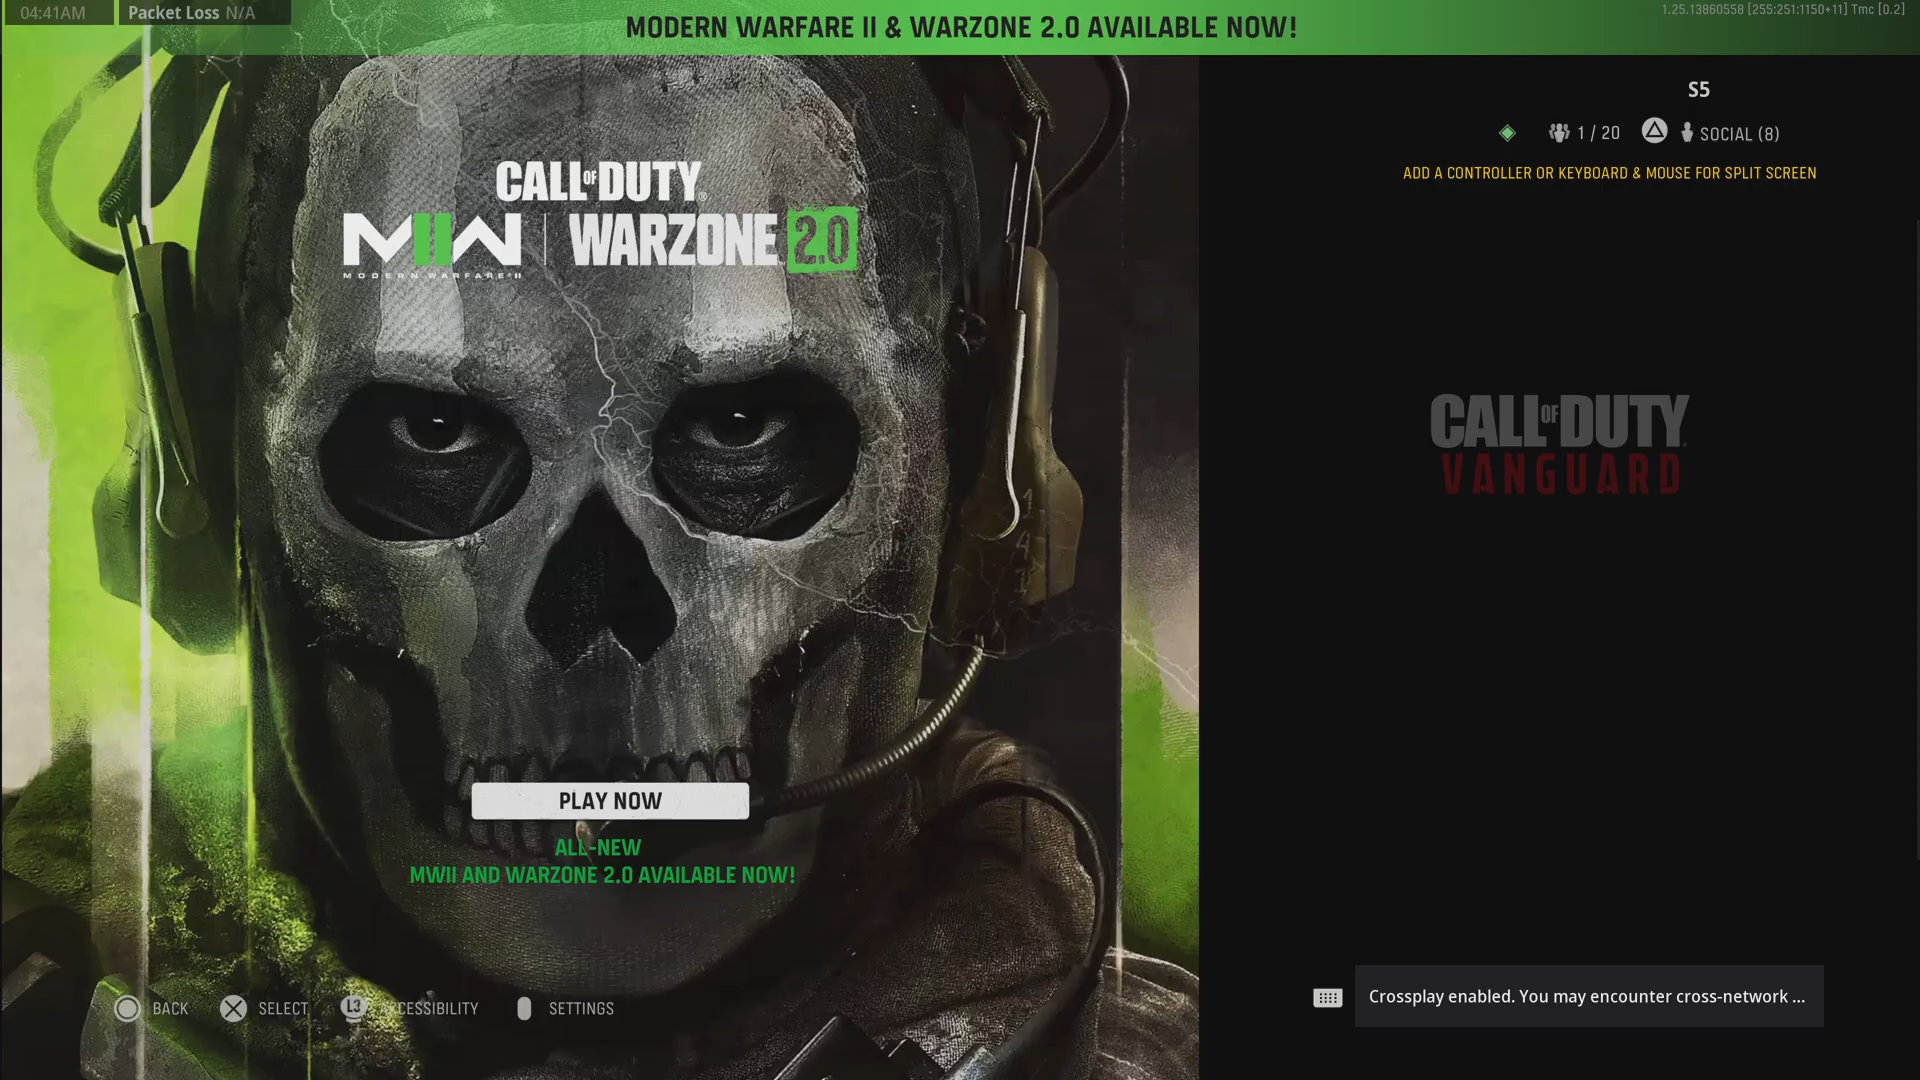 04:41AM
Packet Loss N/A
MODERN WARFARE II & WARZONE 2.0 AVAILABLE NOW!
1.25.13860558 [255:251:1150+11] Tmc [0.2]
S5
1 / 20
SOCIAL (8)
ADD A CONTROLLER OR KEYBOARD & MOUSE FOR SPLIT SCREEN
CALL OF DUTY®
MWII | WARZONE 2.0
MODERN WARFARE II
CALL OF DUTY
VANGUARD
PLAY NOW
ALL-NEW
MWII AND WARZONE 2.0 AVAILABLE NOW!
BACK
SELECT
L3 ACCESSIBILITY
SETTINGS
Crossplay enabled. You may encounter cross-network ...